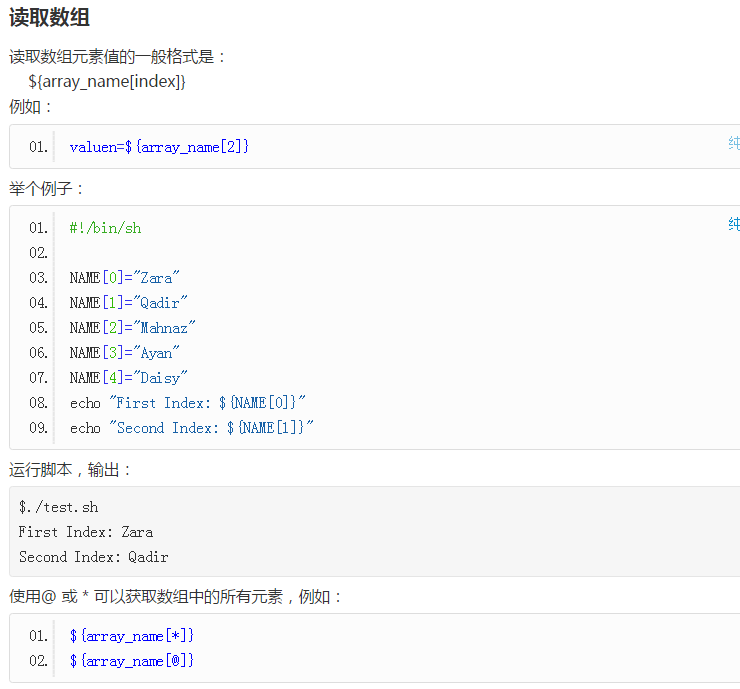 读取数组
读取数组元素值的一般格式是：
${array_name[index]}
例如：
01. valuen=${array_name[2]}
纯
举个例子：
01. #!/bin/sh
纯
02.
03. NAME[0]="Zara"
04. NAME[1]="Qadir"
05. NAME[2]="Mahnaz"
06. NAME[3]="Ayan"
07. NAME[4]="Daisy"
08. echo "First Index: ${NAME[0]}"
09. echo "Second Index: ${NAME[1]}"
运行脚本，输出：
$./test.sh
First Index: Zara
Second Index: Qadir
使用@ 或 * 可以获取数组中的所有元素，例如：
01. ${array_name[*]}
02. ${array_name[@]}